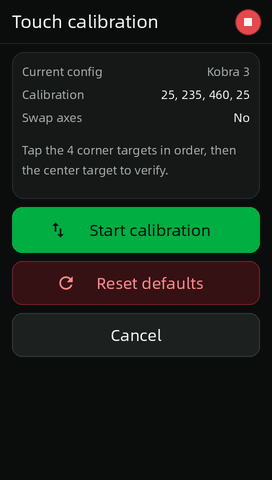 Touch calibration
Current config Kobra 3
Calibration 25, 235, 460, 25
Swap axes No
Tap the 4 corner targets in order, then
the center target to verify.
Start calibration
Reset defaults
Cancel